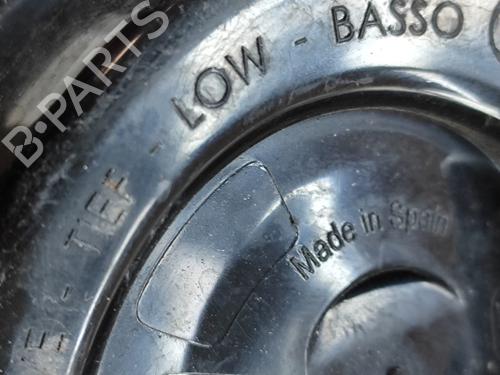 TIEF - LOW - BASSO
Made in Spain
B-PARTS